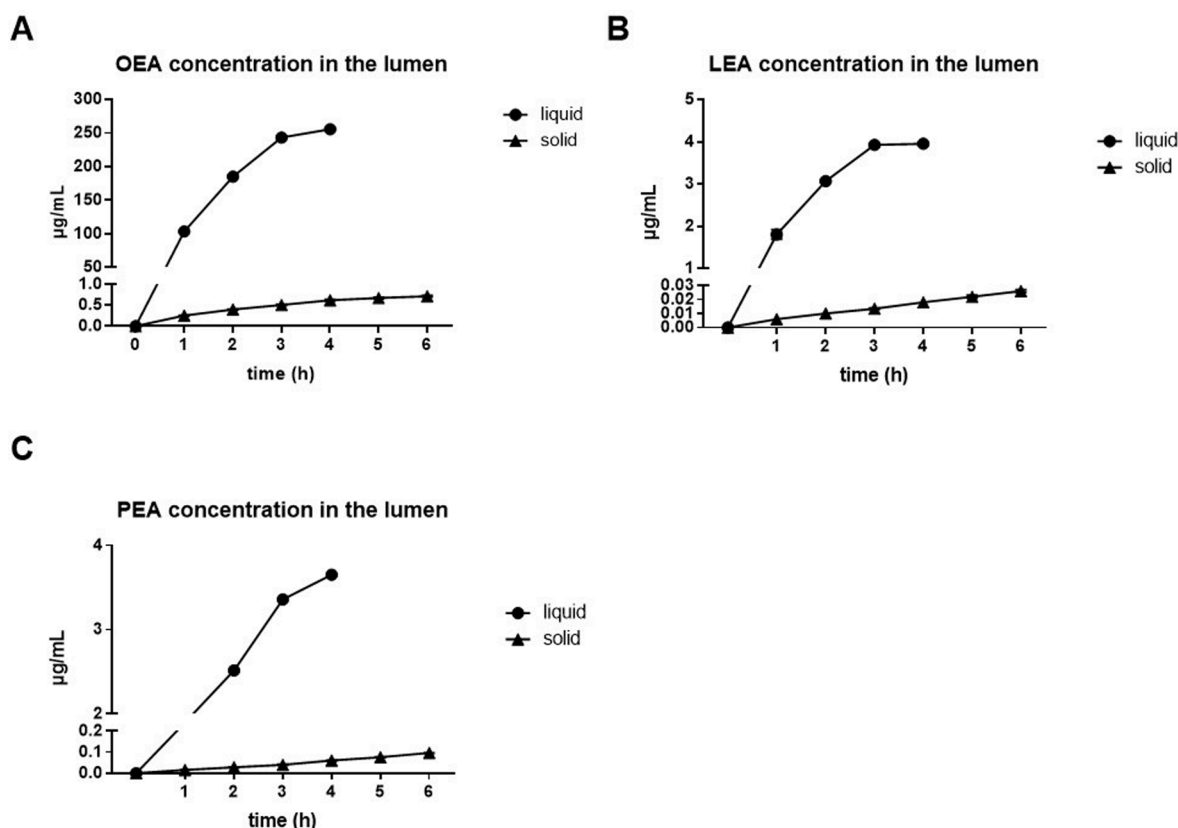 A
OEA concentration in the lumen
300
250
200
150
100
50
1.0
0.5
0.0
µg/mL
0 1 2 3 4 5 6
time (h)
liquid
solid
B
LEA concentration in the lumen
5
4
3
2
1
0.03
0.02
0.01
0.00
µg/mL
1 2 3 4 5 6
time (h)
liquid
solid
C
PEA concentration in the lumen
4
3
2
0.2
0.1
0.0
µg/mL
1 2 3 4 5 6
time (h)
liquid
solid